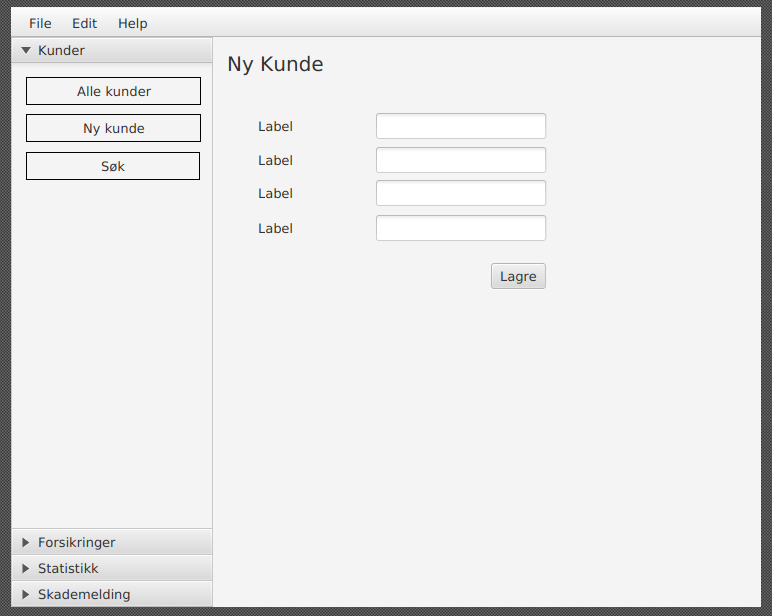 File Edit Help
Kunder
Alle kunder
Ny kunde
Søk
Forsikringer
Statistikk
Skademelding
Ny Kunde
Label
Label
Label
Label
Lagre